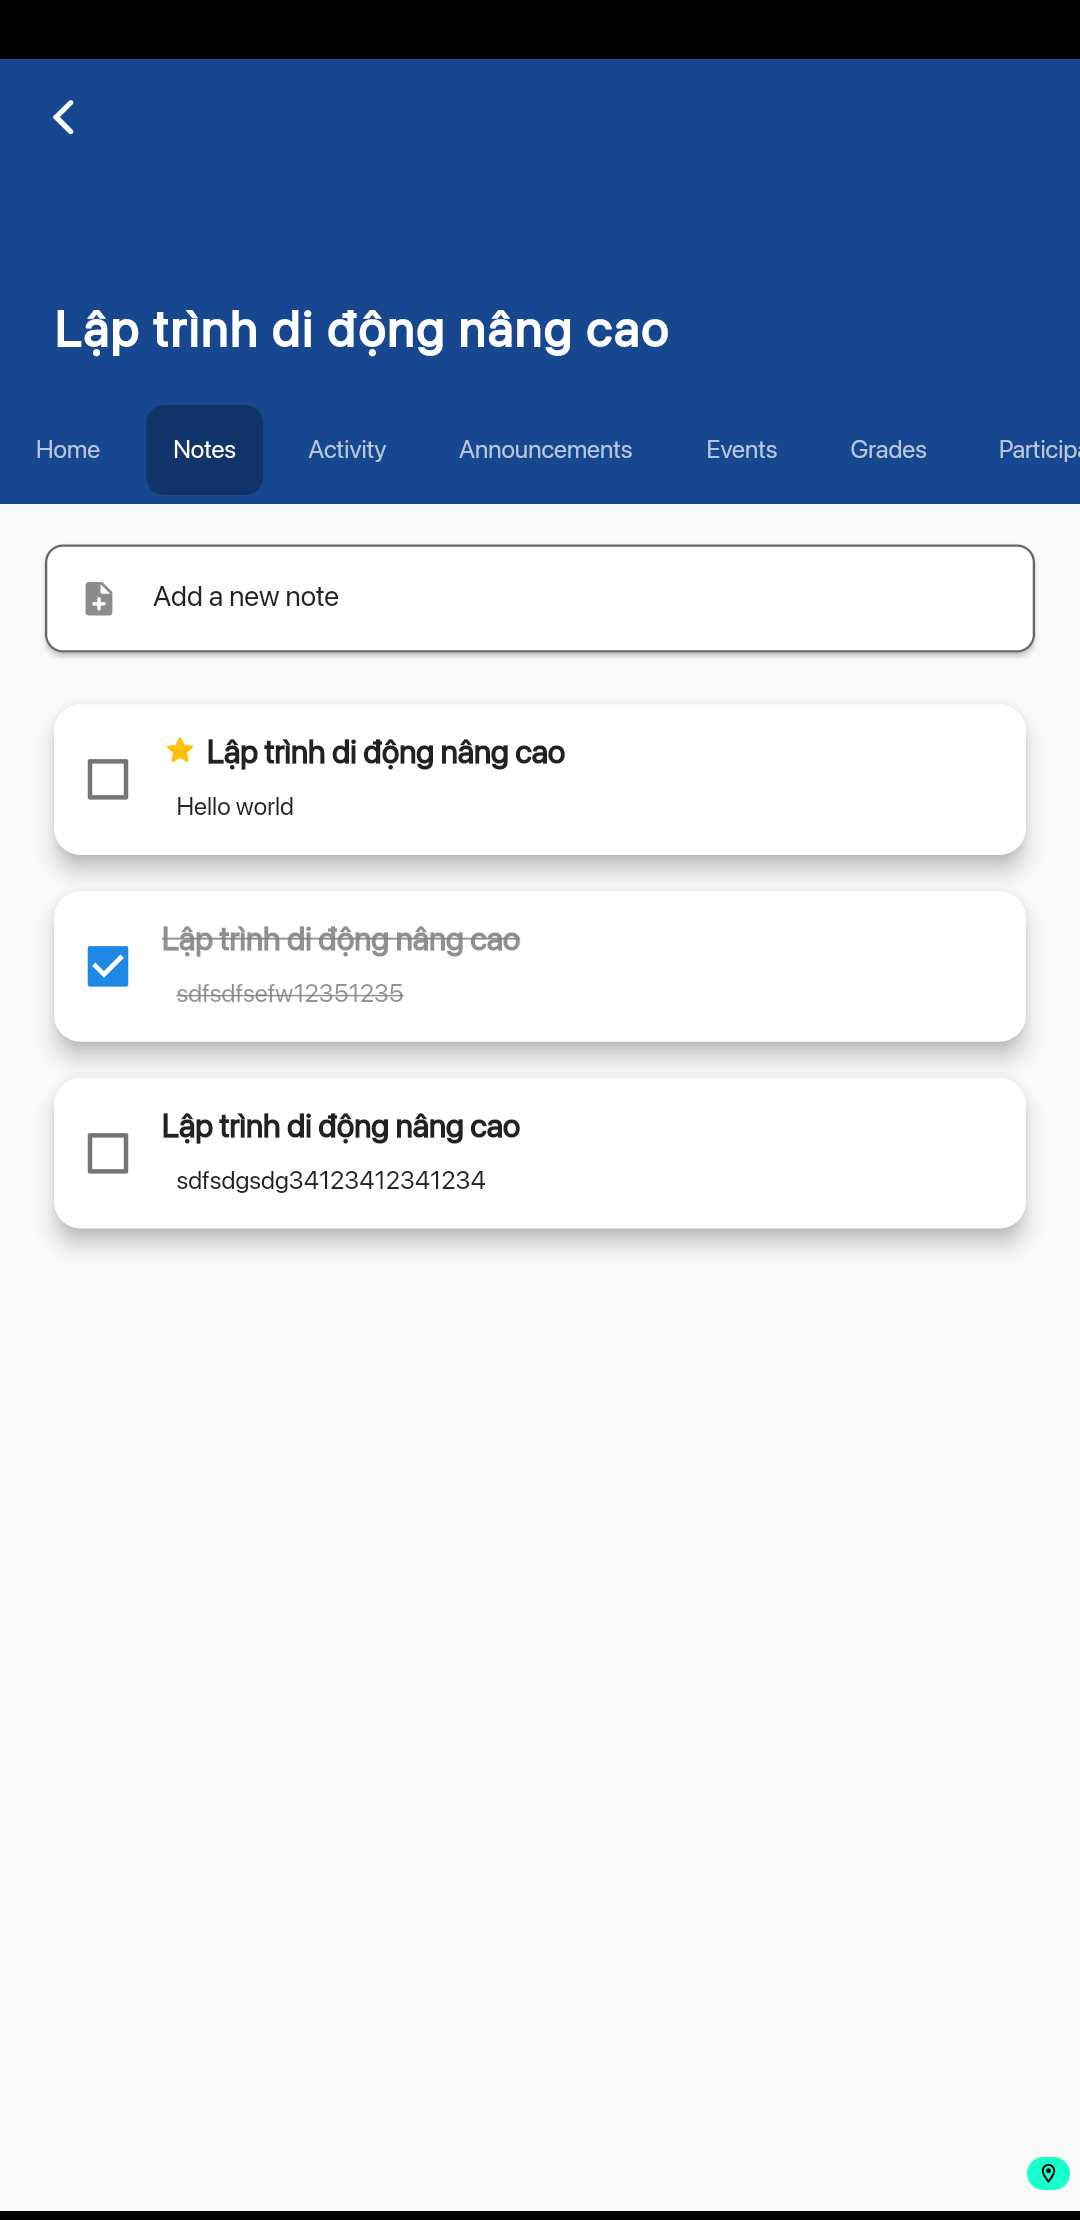 Lập trình di động nâng cao
Home Notes Activity Announcements Events Grades Particip
Add a new note
Lập trình di động nâng cao
Hello world
Lập trình di động nâng cao
sdfsdfsefw12351235
Lập trình di động nâng cao
sdfsdgsdg34123412341234